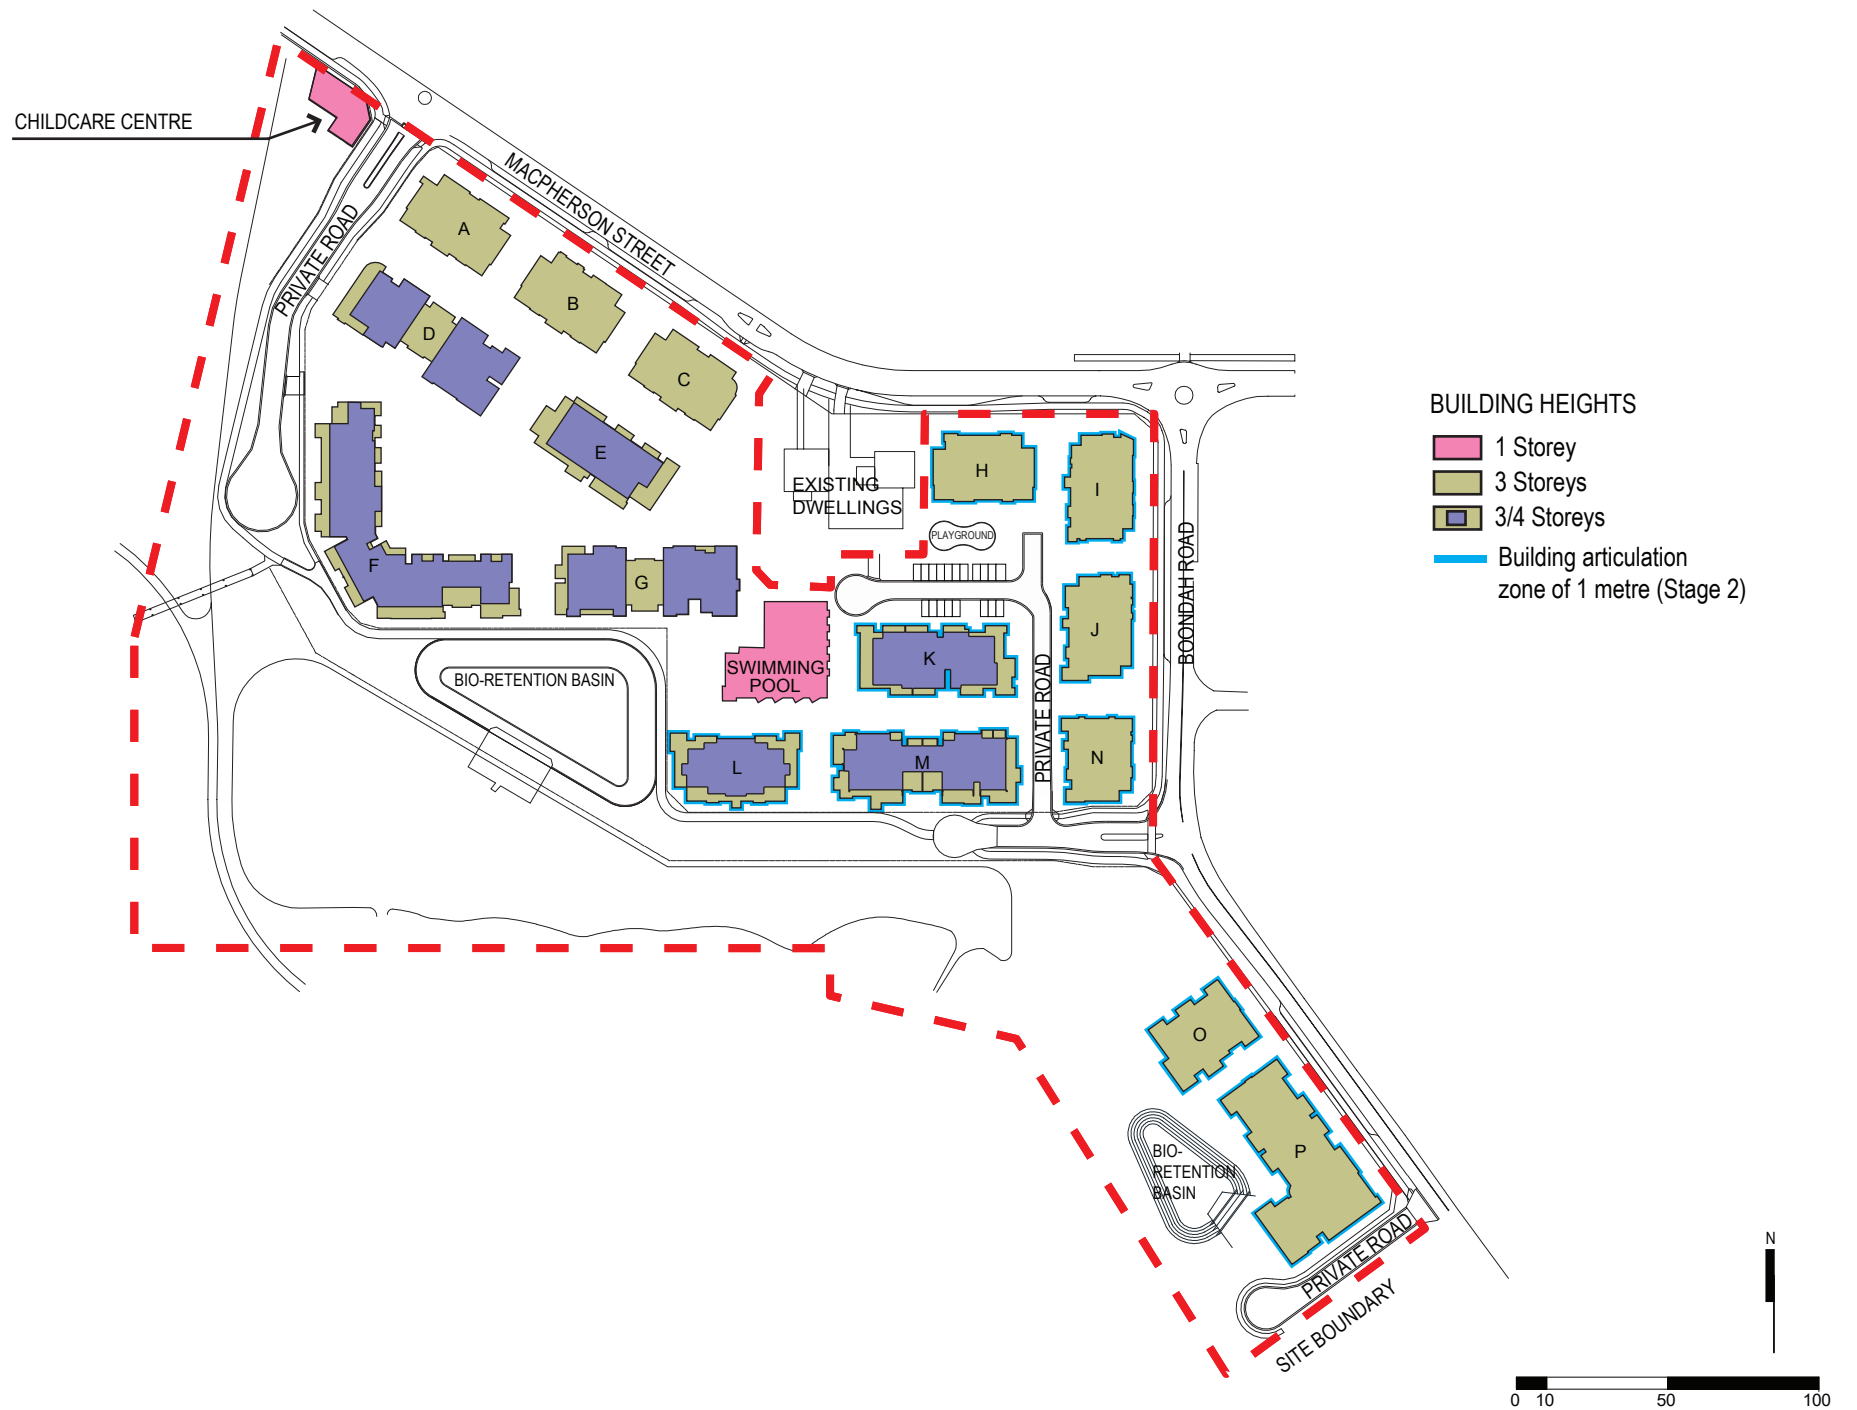 CHILDCARE CENTRE
MACPHERSON STREET
PRIVATE ROAD
A
B
C
D
E
F
G
EXISTING
DWELLINGS
H
I
PLAYGROUND
BOONDAH ROAD
J
K
SWIMMING
POOL
BIO-RETENTION BASIN
PRIVATE ROAD
L
M
N
O
P
BIO-
RETENTION
BASIN
PRIVATE ROAD
SITE BOUNDARY
BUILDING HEIGHTS
1 Storey
3 Storeys
3/4 Storeys
Building articulation
zone of 1 metre (Stage 2)
N
0 10 50 100